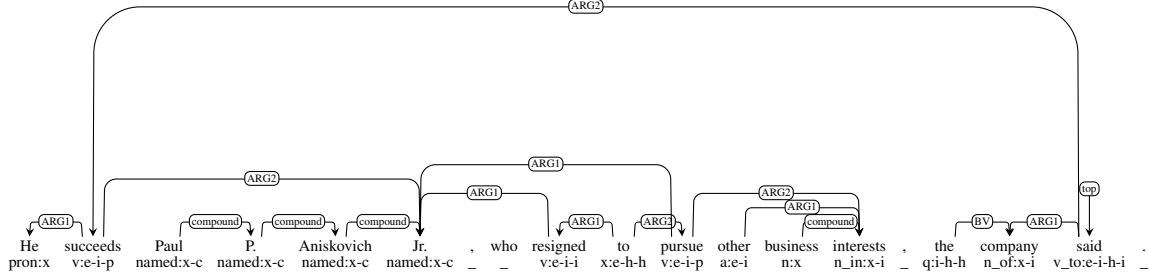 ARG2
ARG1
ARG2
ARG1 ARG2
ARG1
ARG1 compound compound compound ARG1 ARG2 compound BV ARG1 top
He succeeds Paul P. Aniskovich Jr. , who resigned to pursue other business interests , the company said .
pron:x v:e-i-p named:x-c named:x-c named:x-c named:x-c _ _ v:e-i-i x:e-h-h v:e-i-p a:e-i n:x n_in:x-i _ q:i-h-h n_of:x-i v_to:e-i-h-i _